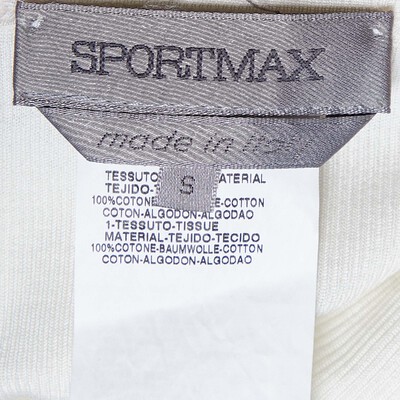 SPORTMAX
made in
S
TESSUTO MATERIAL
TEJIDO-T
100%COTONE -COTTON
COTON-ALGODON-ALGODAO
1-TESSUTO-TISSUE
MATERIAL-TEJIDO-TECIDO
100%COTONE-BAUMWOLLE-COTTON
COTON-ALGODON-ALGODAO